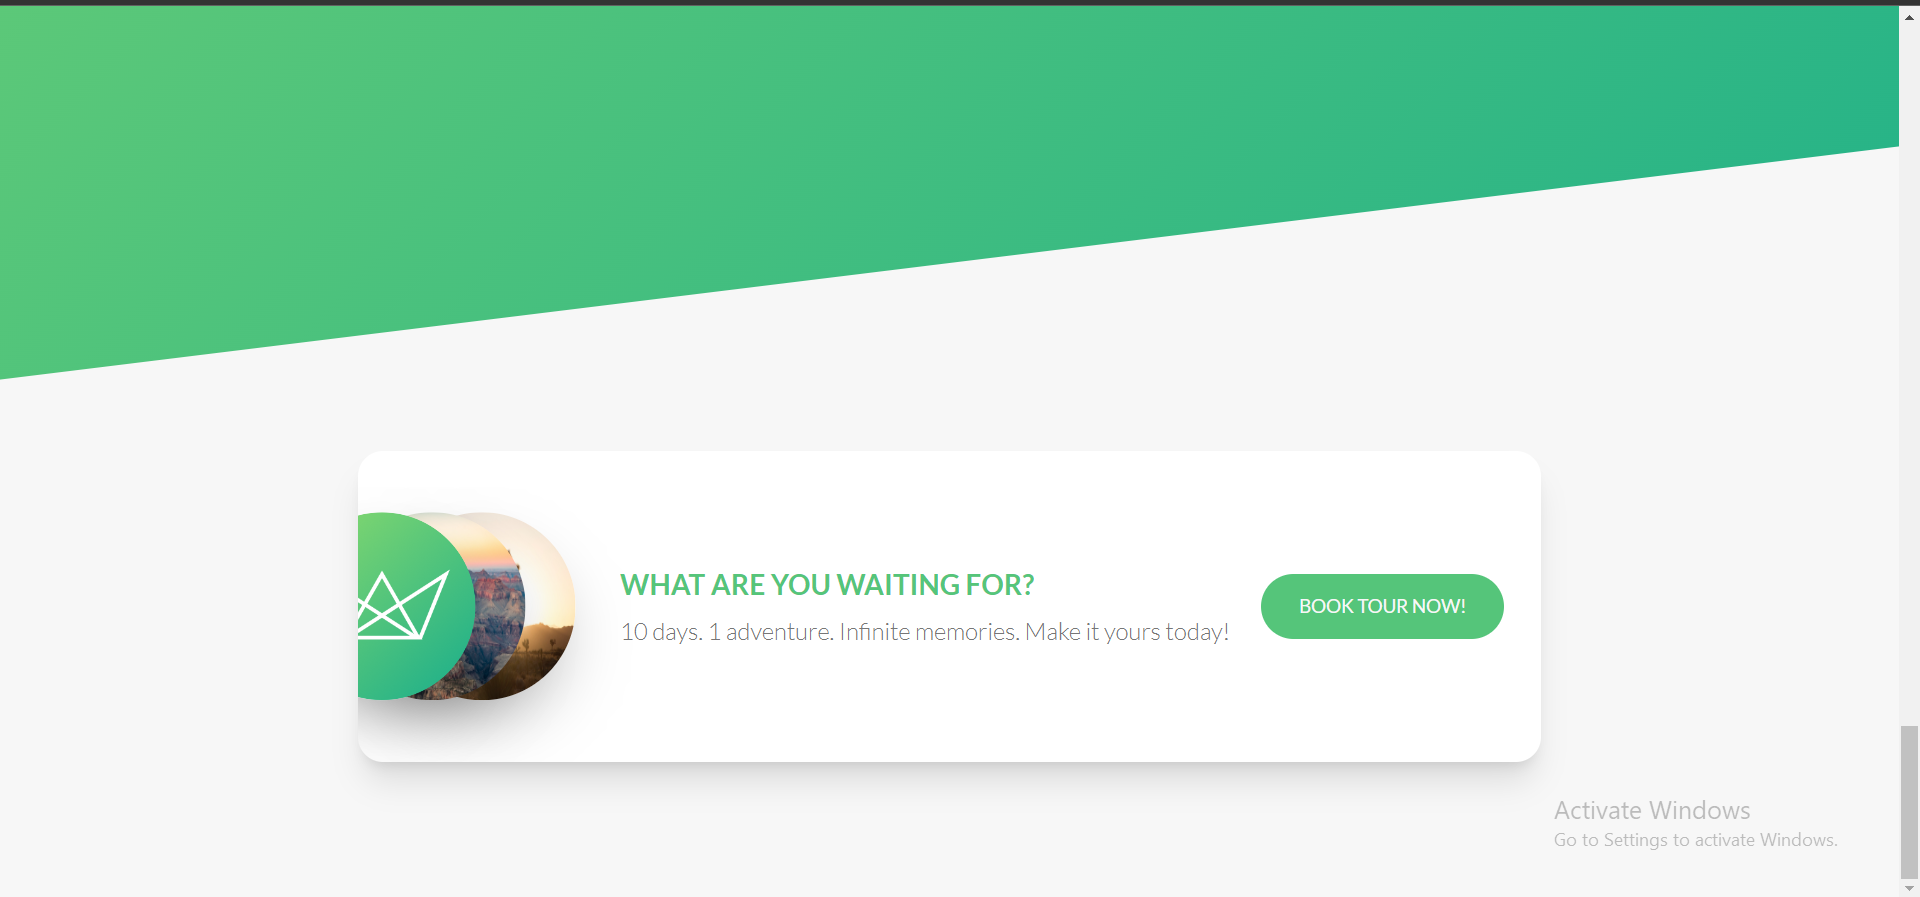 WHAT ARE YOU WAITING FOR?
10 days. 1 adventure. Infinite memories. Make it yours today!
BOOK TOUR NOW!
Activate Windows
Go to Settings to activate Windows.